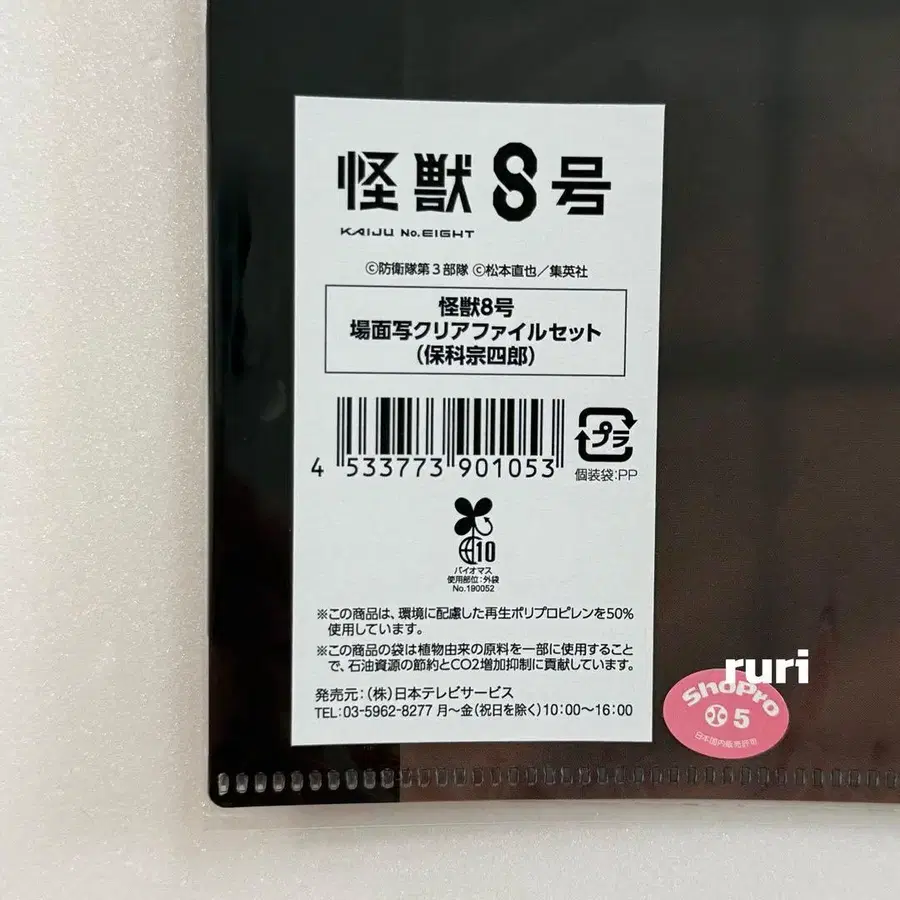 怪獣8号
KAIJU No.EIGHT
©防衛隊第3部隊 ©松本直也／集英社
怪獣8号
場面写クリアファイルセット
（保科宗四郎）
4 533773 901053
プラ
個装袋:PP
10
バイオマス
使用部位:外袋
No.190052
※この商品は、環境に配慮した再生ポリプロピレンを50%
使用しています。
※この商品の袋は植物由来の原料を一部に使用すること
で、石油資源の節約とCO2増加抑制に貢献しています。
発売元：（株）日本テレビサービス
TEL:03-5962-8277 月〜金（祝日を除く）10:00〜16:00
ruri
ShoPro
5
日本国内販売許可